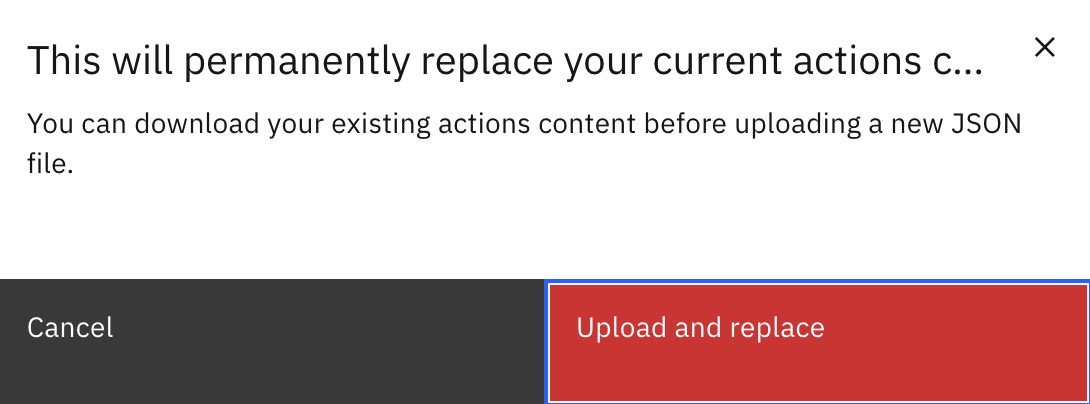 This will permanently replace your current actions c...
You can download your existing actions content before uploading a new JSON
file.
Cancel
Upload and replace